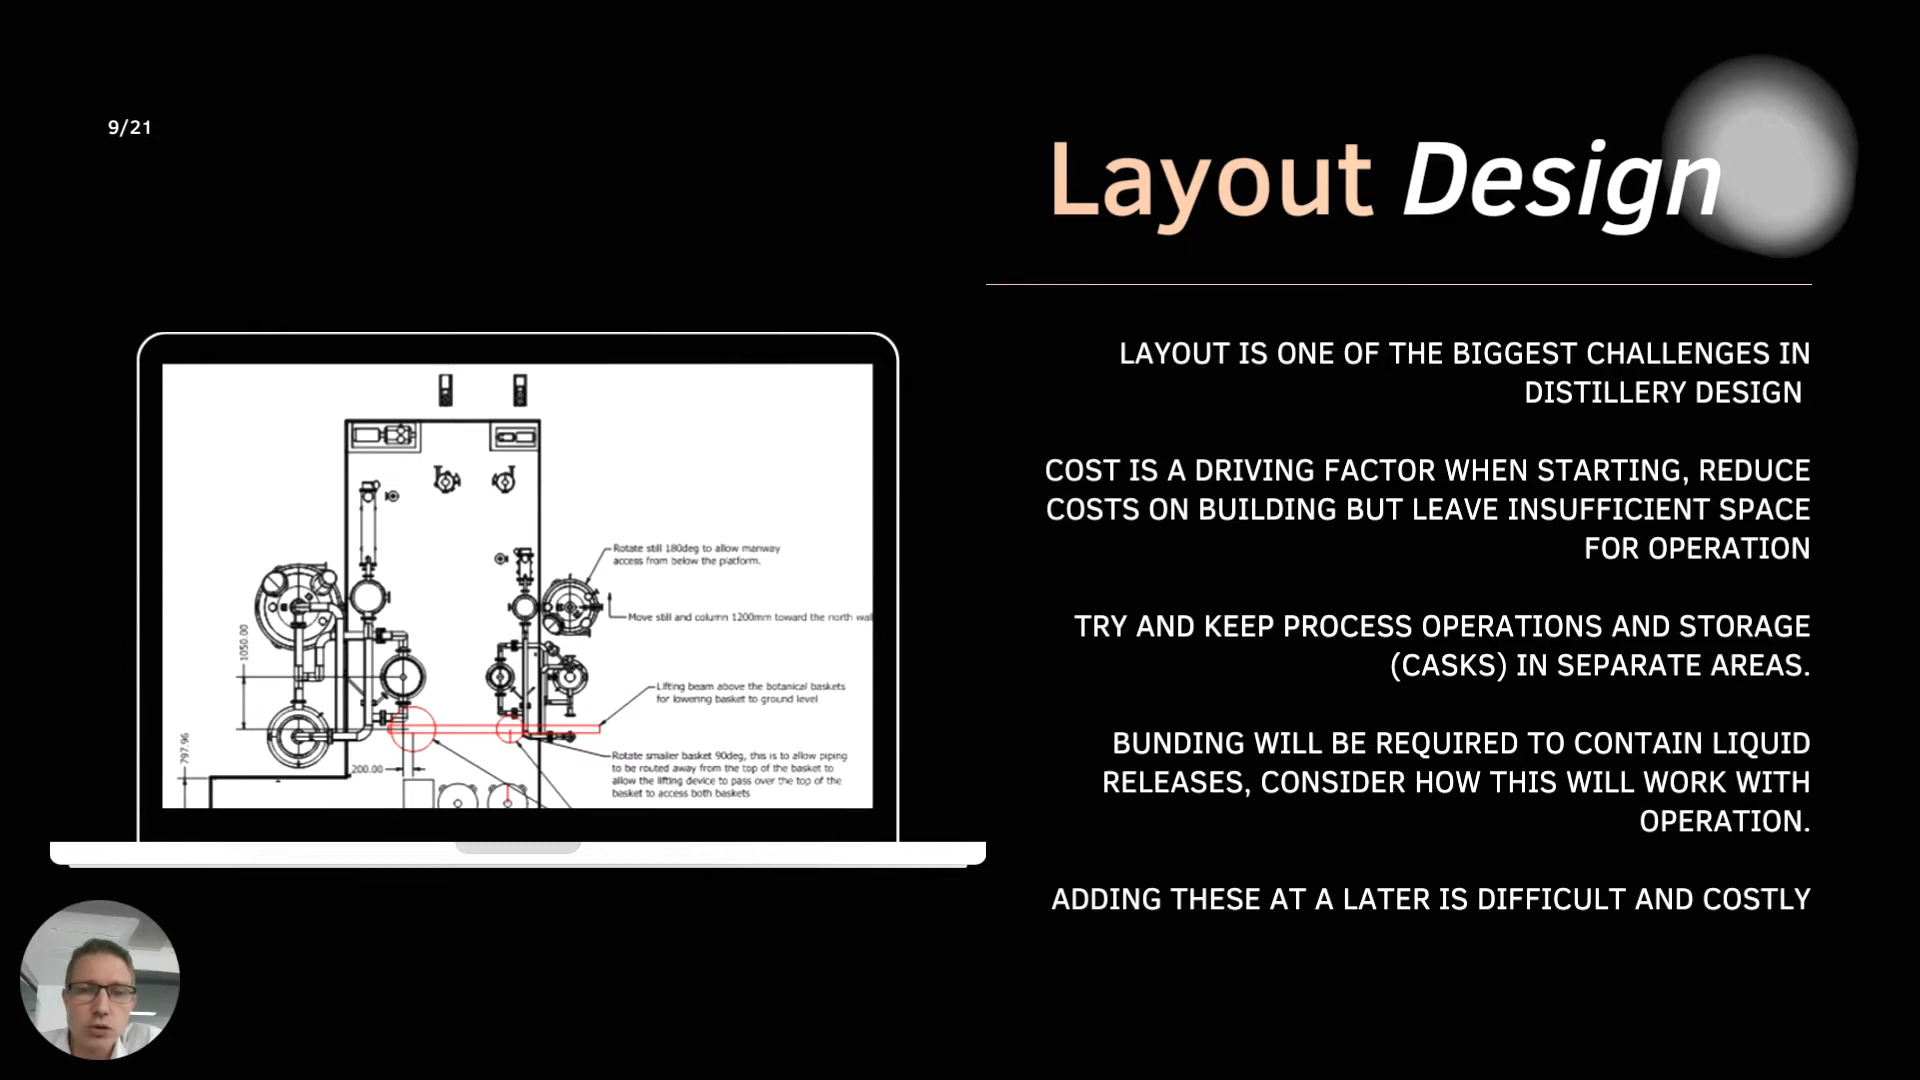 9/21
Layout Design
LAYOUT IS ONE OF THE BIGGEST CHALLENGES IN
DISTILLERY DESIGN
COST IS A DRIVING FACTOR WHEN STARTING, REDUCE
COSTS ON BUILDING BUT LEAVE INSUFFICIENT SPACE
FOR OPERATION
TRY AND KEEP PROCESS OPERATIONS AND STORAGE
(CASKS) IN SEPARATE AREAS.
BUNDING WILL BE REQUIRED TO CONTAIN LIQUID
RELEASES, CONSIDER HOW THIS WILL WORK WITH
OPERATION.
ADDING THESE AT A LATER IS DIFFICULT AND COSTLY
Rotate still 180deg to allow manway
access from below the platform.
Move still and column 1200mm toward the north wal
Lifting beam above the botanical baskets
for lowering basket to ground level
Rotate smaller basket 90deg, this is to allow piping
to be routed away from the top of the basket to
allow the lifting device to pass over the top of the
basket to access both baskets
1050.00
797.96
200.00